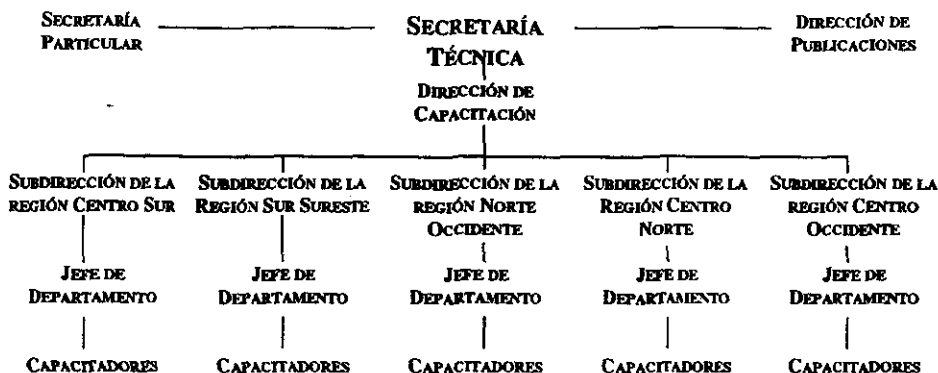 SECRETARÍA PARTICULAR
SECRETARÍA TÉCNICA
DIRECCIÓN DE PUBLICACIONES
DIRECCIÓN DE
CAPACITACIÓN
SUBDIRECCIÓN DE LA
REGIÓN CENTRO SUR
SUBDIRECCIÓN DE LA
REGIÓN SUR SURESTE
SUBDIRECCIÓN DE LA
REGIÓN NORTE
OCCIDENTE
SUBDIRECCIÓN DE LA
REGIÓN CENTRO
NORTE
SUBDIRECCIÓN DE LA
REGIÓN CENTRO
OCCIDENTE
JEFE DE
DEPARTAMENTO
JEFE DE
DEPARTAMENTO
JEFE DE
DEPARTAMENTO
JEFE DE
DEPARTAMENTO
JEFE DE
DEPARTAMENTO
CAPACITADORES
CAPACITADORES
CAPACITADORES
CAPACITADORES
CAPACITADORES